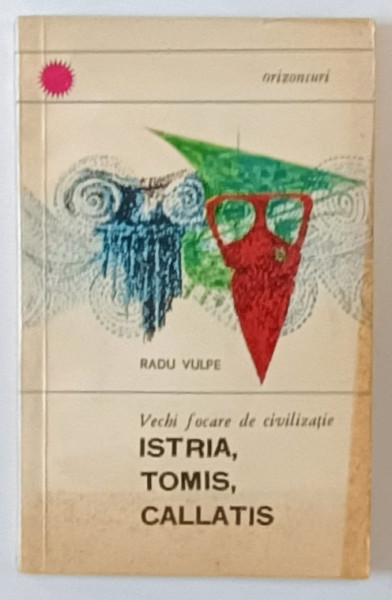 orizonturi
RADU VULPE
Vechi focare de civilizație
ISTRIA,
TOMIS,
CALLATIS